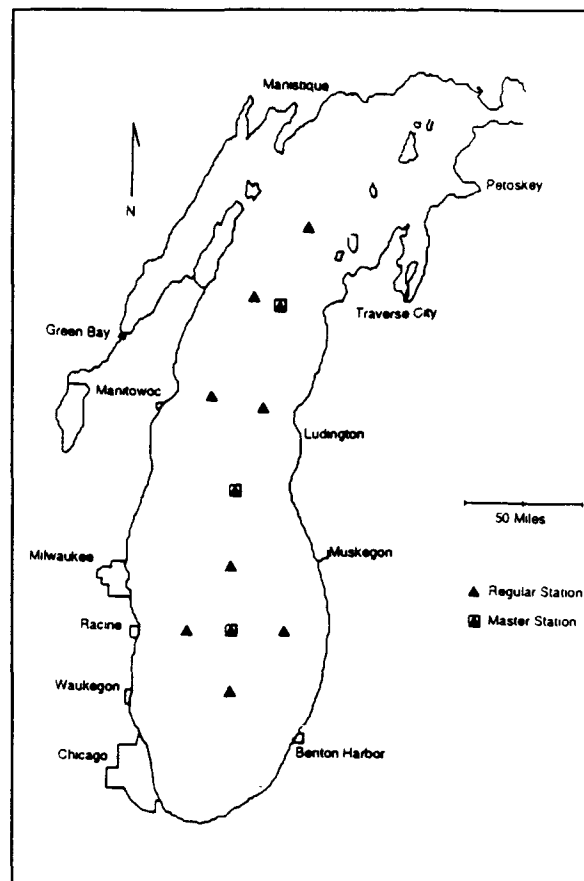 Manistique
N
Petoskey
Traverse City
Green Bay
Manitowoc
Ludington
50 Miles
Milwaukee
Muskegon
Regular Station
Racine
Master Station
Waukegon
Chicago
Benton Harbor